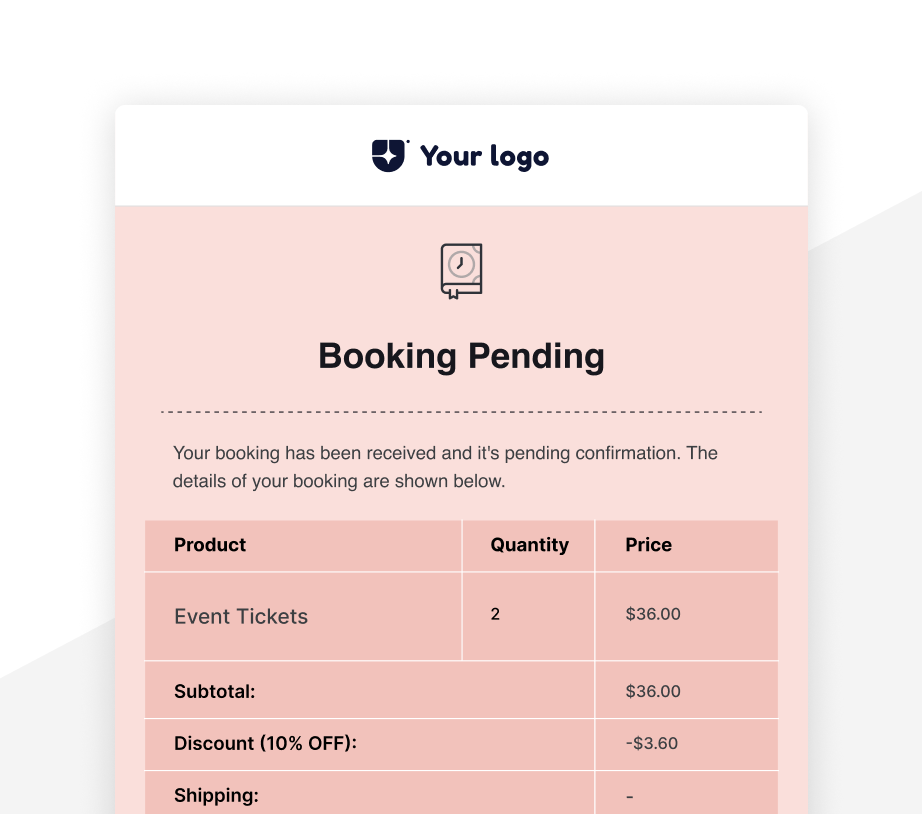 Your logo
Booking Pending
Your booking has been received and it's pending confirmation. The
details of your booking are shown below.
Product Quantity Price
Event Tickets 2 $36.00
Subtotal: $36.00
Discount (10% OFF): -$3.60
Shipping: -